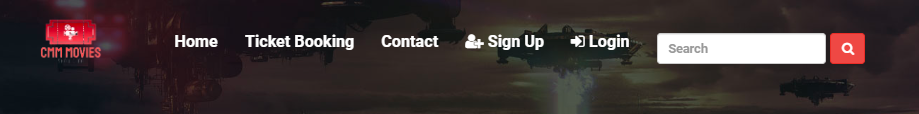 CMM MOVIES
Home Ticket Booking Contact Sign Up Login Search